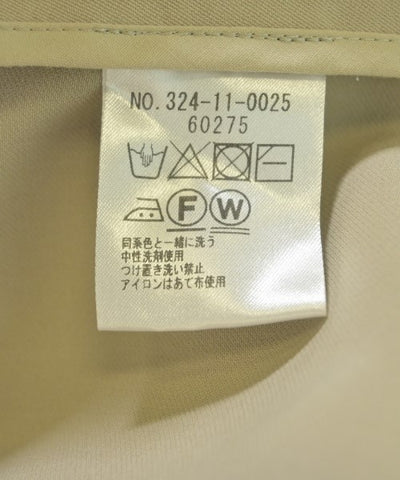 NO. 324-11-0025
60275
F W
同系色と一緒に洗う
中性洗剤使用
つけ置き洗い禁止
アイロンはあて布使用